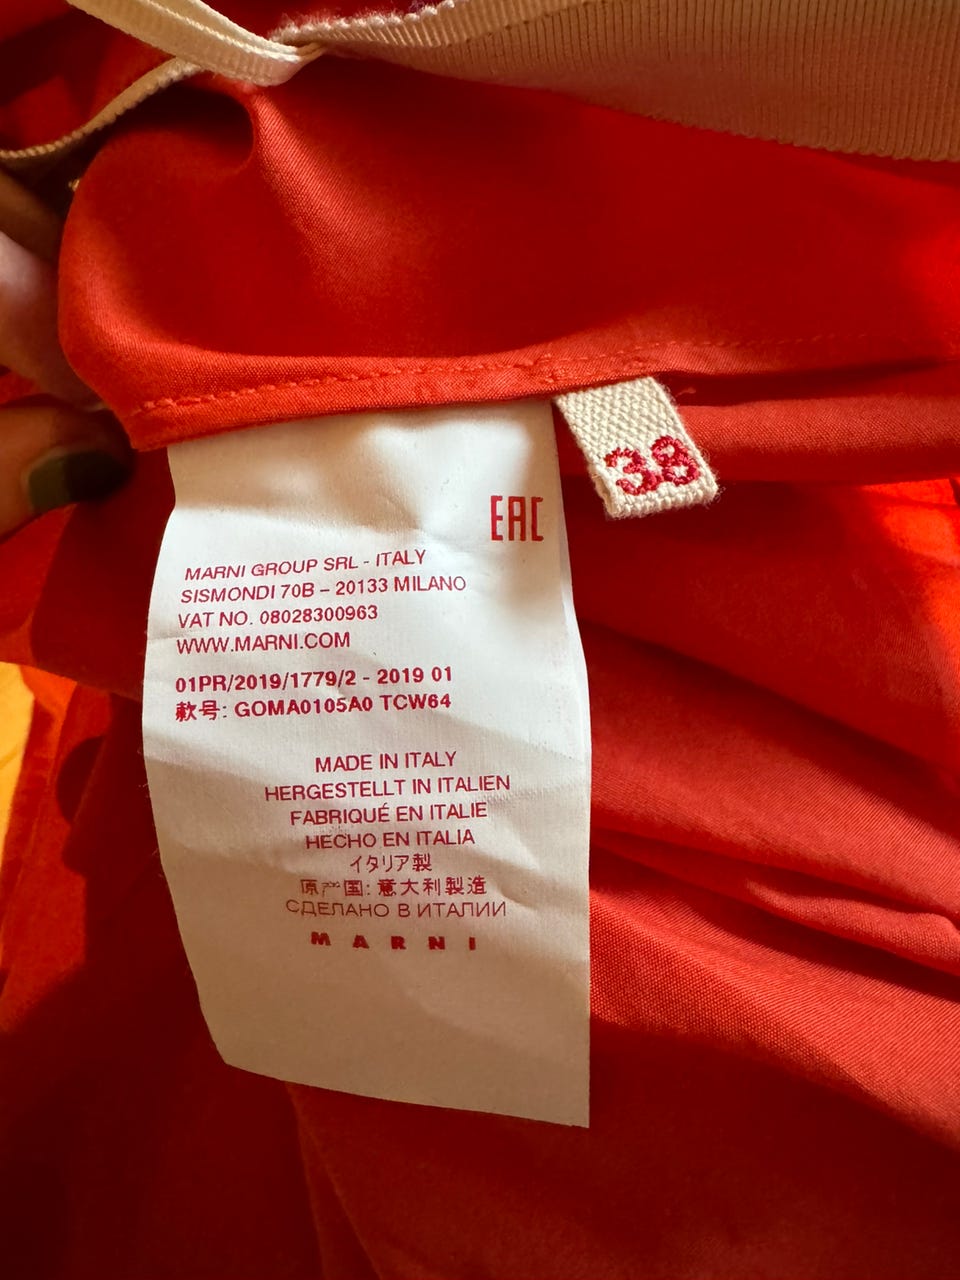 38
EAC
MARNI GROUP SRL - ITALY
SISMONDI 70B – 20133 MILANO
VAT NO. 08028300963
WWW.MARNI.COM
01PR/2019/1779/2 - 2019 01
款号: GOMA0105A0 TCW64
MADE IN ITALY
HERGESTELLT IN ITALIEN
FABRIQUÉ EN ITALIE
HECHO EN ITALIA
イタリア製
原产国: 意大利製造
СДЕЛАНО В ИТАЛИИ
MARNI